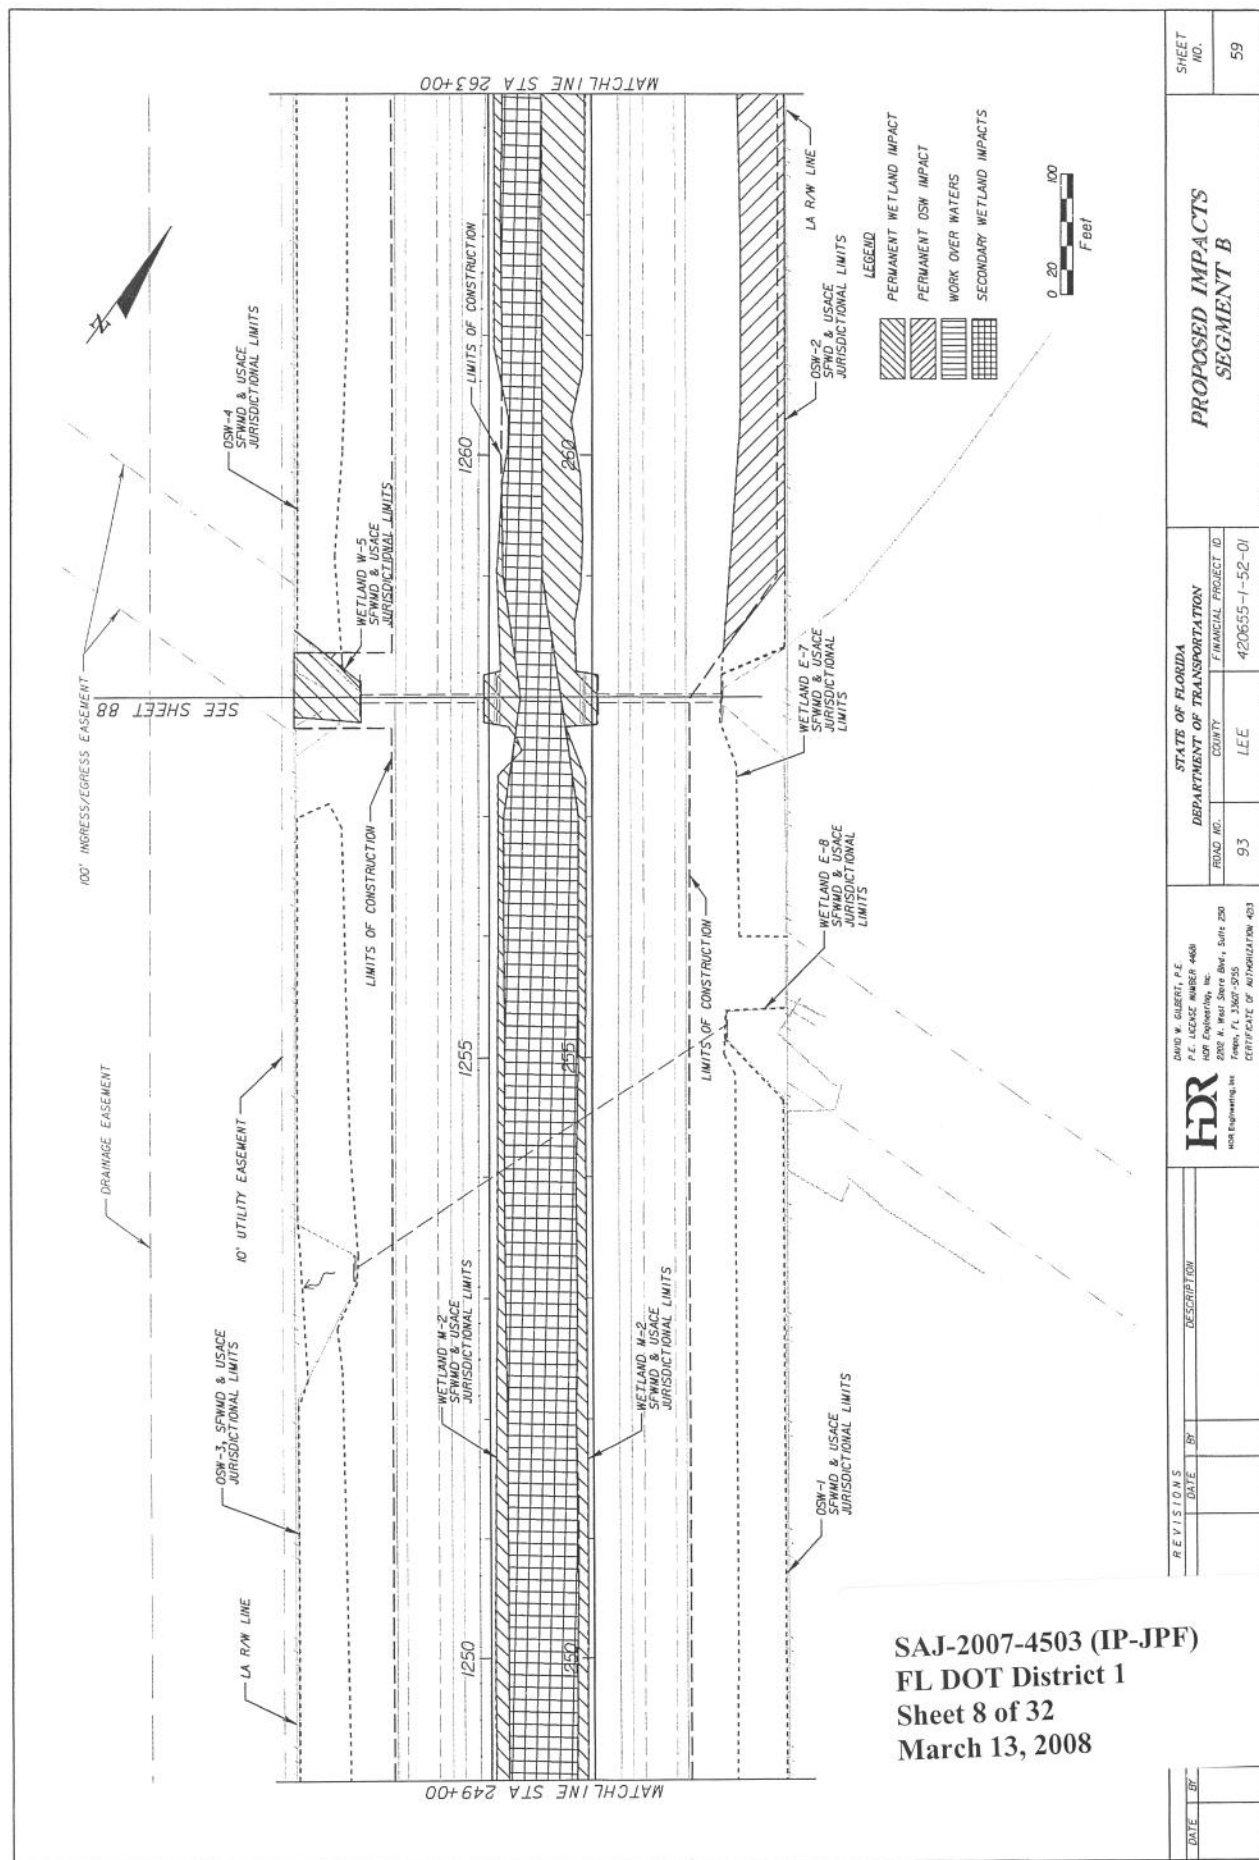 MATCHLINE STA 263+00
DRAINAGE EASEMENT
100' INGRESS/EGRESS EASEMENT
Z
OSW-4
SFWMD & USACE
JURISDICTIONAL LIMITS
WETLAND W-5
SFWMD & USACE
JURISDICTIONAL LIMITS
SEE SHEET 88
10' UTILITY EASEMENT
OSW-3, SFWMD & USACE
JURISDICTIONAL LIMITS
LA R/W LINE
LIMITS OF CONSTRUCTION
LIMITS OF CONSTRUCTION
1260
1255
1250
260
255
250
WETLAND M-2
SFWMD & USACE
JURISDICTIONAL LIMITS
WETLAND M-2
SFWMD & USACE
JURISDICTIONAL LIMITS
LIMITS OF CONSTRUCTION
WETLAND E-7
SFWMD & USACE
JURISDICTIONAL
LIMITS
WETLAND E-8
SFWMD & USACE
JURISDICTIONAL
LIMITS
OSW-1
SFWMD & USACE
JURISDICTIONAL LIMITS
LA R/W LINE
OSW-2
SFWD & USACE
JURISDICTIONAL LIMITS
MATCHLINE STA 249+00
LEGEND
PERMANENT WETLAND IMPACT
PERMANENT OSW IMPACT
WORK OVER WATERS
SECONDARY WETLAND IMPACTS
0 20 100
Feet
REVISIONS
DATE BY DESCRIPTION
DATE BY
HDR
HDR Engineering, Inc
DAVID W. GILBERT, P.E.
P.E. LICENSE NUMBER 44681
HDR Engineering, Inc.
2202 N. West Shore Blvd., Suite 250
Tampa, FL 33607-5755
CERTIFICATE OF AUTHORIZATION 4213
STATE OF FLORIDA
DEPARTMENT OF TRANSPORTATION
ROAD NO. COUNTY FINANCIAL PROJECT ID
93 LEE 420655-1-52-01
PROPOSED IMPACTS
SEGMENT B
SHEET
NO.
59
SAJ-2007-4503 (IP-JPF)
FL DOT District 1
Sheet 8 of 32
March 13, 2008